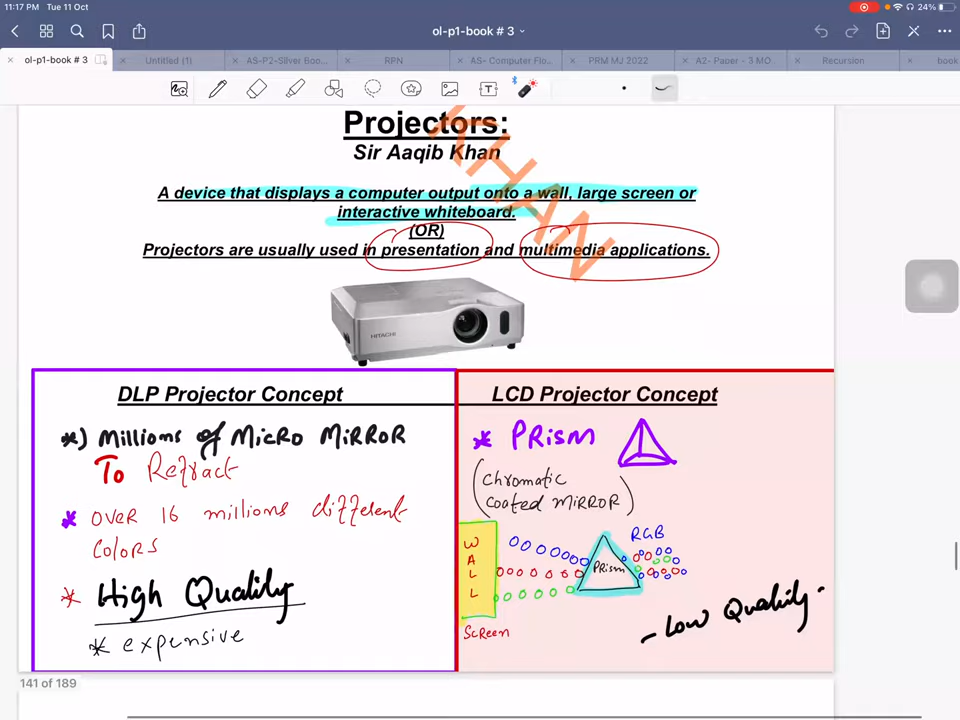 11:17 PM Tue 11 Oct
24%
ol-p1-book # 3
ol-p1-book # 3
Untitled (1)
AS-P2-Silver Boo...
RPN
AS- Computer Flo...
PRM MJ 2022
A2- Paper - 3 MO...
Recursion
book
T
Projectors:
Sir Aaqib Khan
KHAN
A device that displays a computer output onto a wall, large screen or
interactive whiteboard.
(OR)
Projectors are usually used in presentation and multimedia applications.
HITACHI
DLP Projector Concept
*) Millions of Micro MiRROR
To Refract
* over 16 millions different
Colors
* High Quality
* expensive
LCD Projector Concept
* PRism
(Chromatic
coated MiRROR)
RGB
WALL
PRism
Screen
- Low Quality.
141 of 189